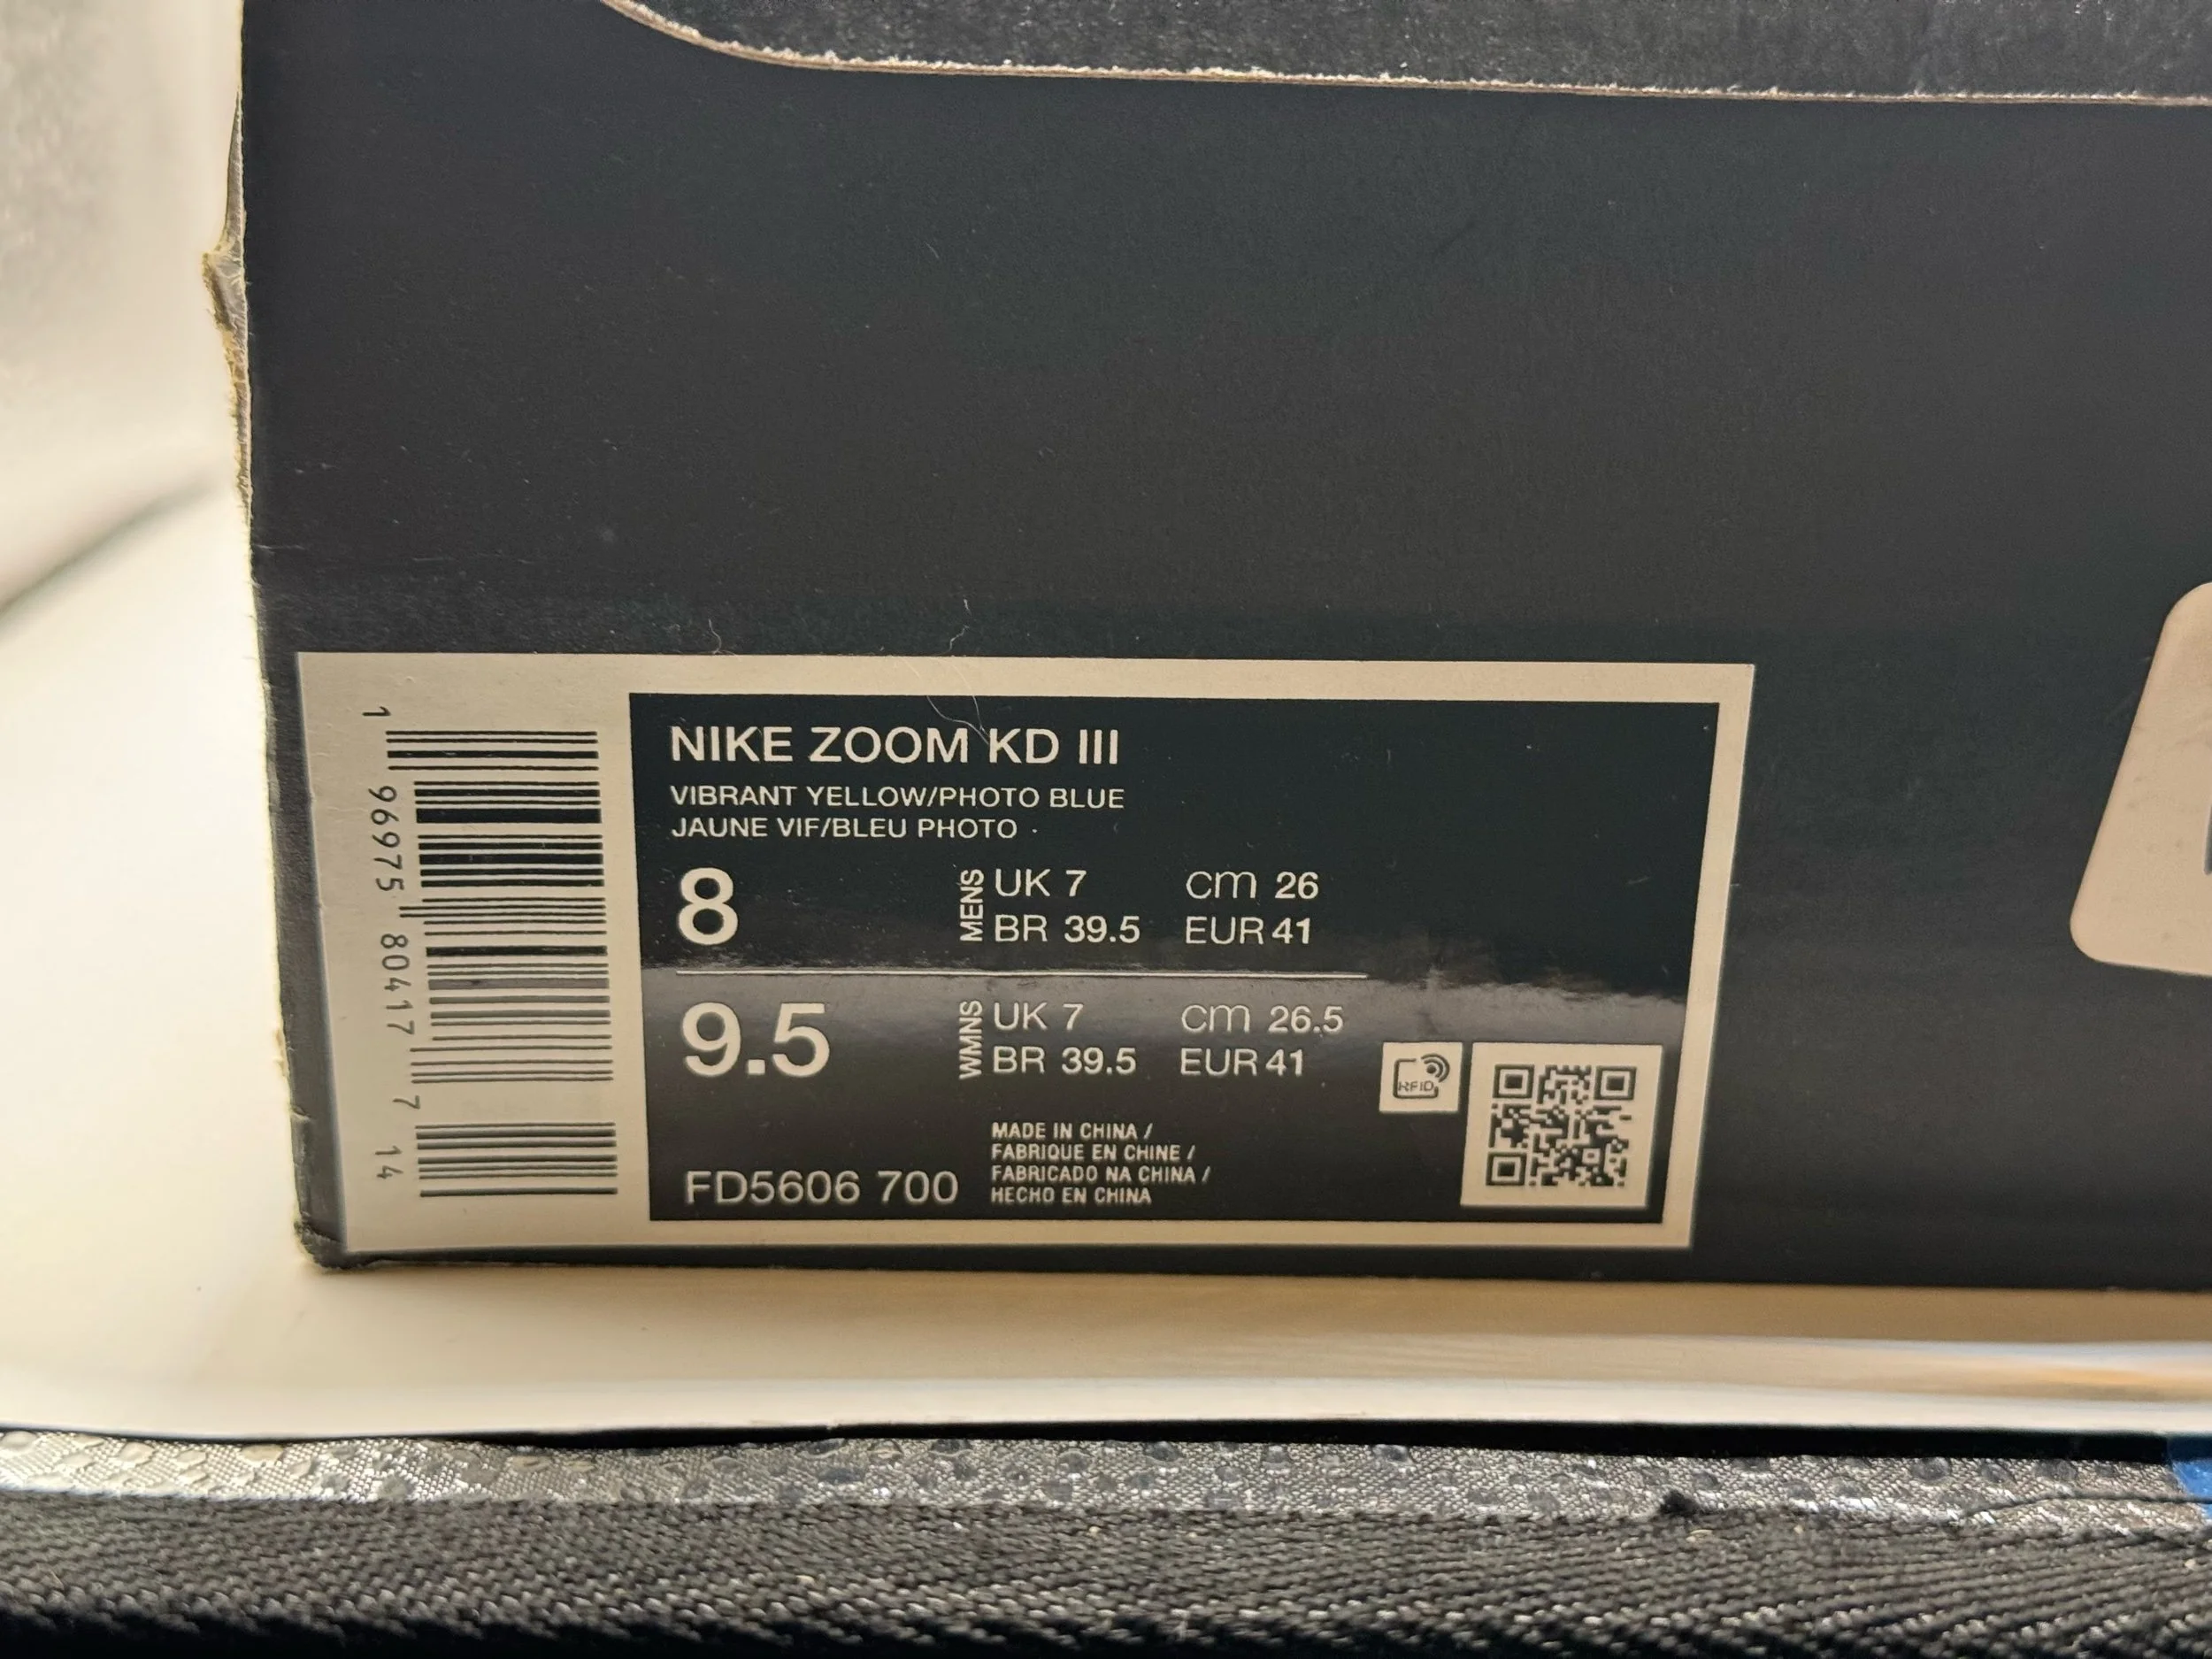 NIKE ZOOM KD III
VIBRANT YELLOW/PHOTO BLUE
JAUNE VIF/BLEU PHOTO ·
8 MENS UK 7 cm 26
BR 39.5 EUR 41
9.5 WMNS UK 7 cm 26.5
BR 39.5 EUR 41
FD5606 700
MADE IN CHINA /
FABRIQUE EN CHINE /
FABRICADO NA CHINA /
HECHO EN CHINA
RFID
1 96975 80417 7 14